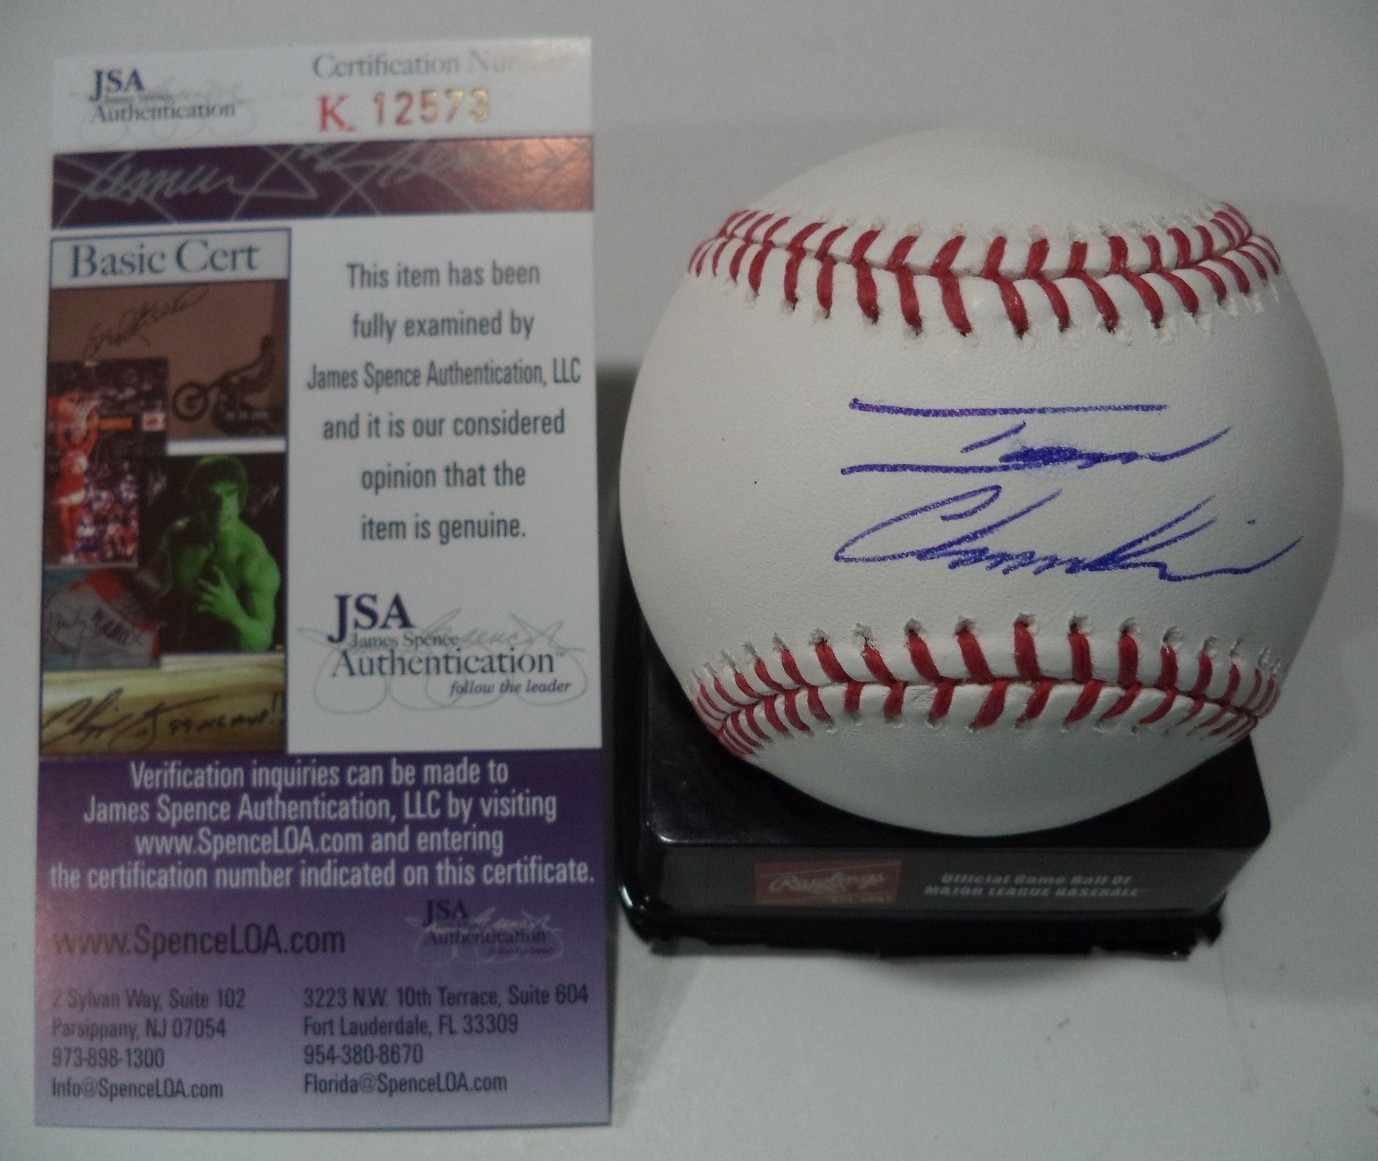 JSA
James Spence
Authentication
Certification Number
K 12573
Basic Cert
This item has been
fully examined by
James Spence Authentication, LLC
and it is our considered
opinion that the
item is genuine.
JSA
James Spence
Authentication™
follow the leader
99 NL MVP!!
Verification inquiries can be made to
James Spence Authentication, LLC by visiting
www.SpenceLOA.com and entering
the certification number indicated on this certificate.
www.SpenceLOA.com
JSA
Authentication
2 Sylvan Way, Suite 102
Parsippany, NJ 07054
973-898-1300
Info@SpenceLOA.com
3223 N.W. 10th Terrace, Suite 604
Fort Lauderdale, FL 33309
954-380-8670
Florida@SpenceLOA.com
Rawlings
Official Game Ball Of
MAJOR LEAGUE BASEBALL